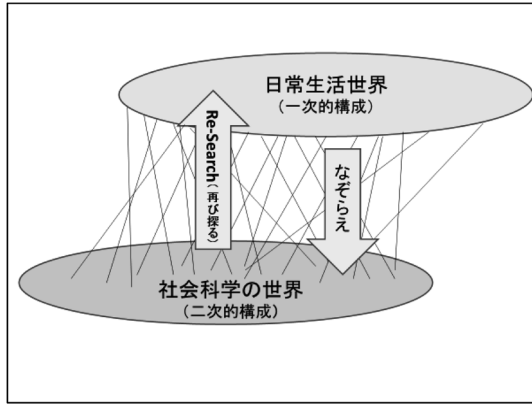 日常生活世界
（一次的構成）
Re-Search（再び探る）
なぞらえ
社会科学の世界
（二次的構成）